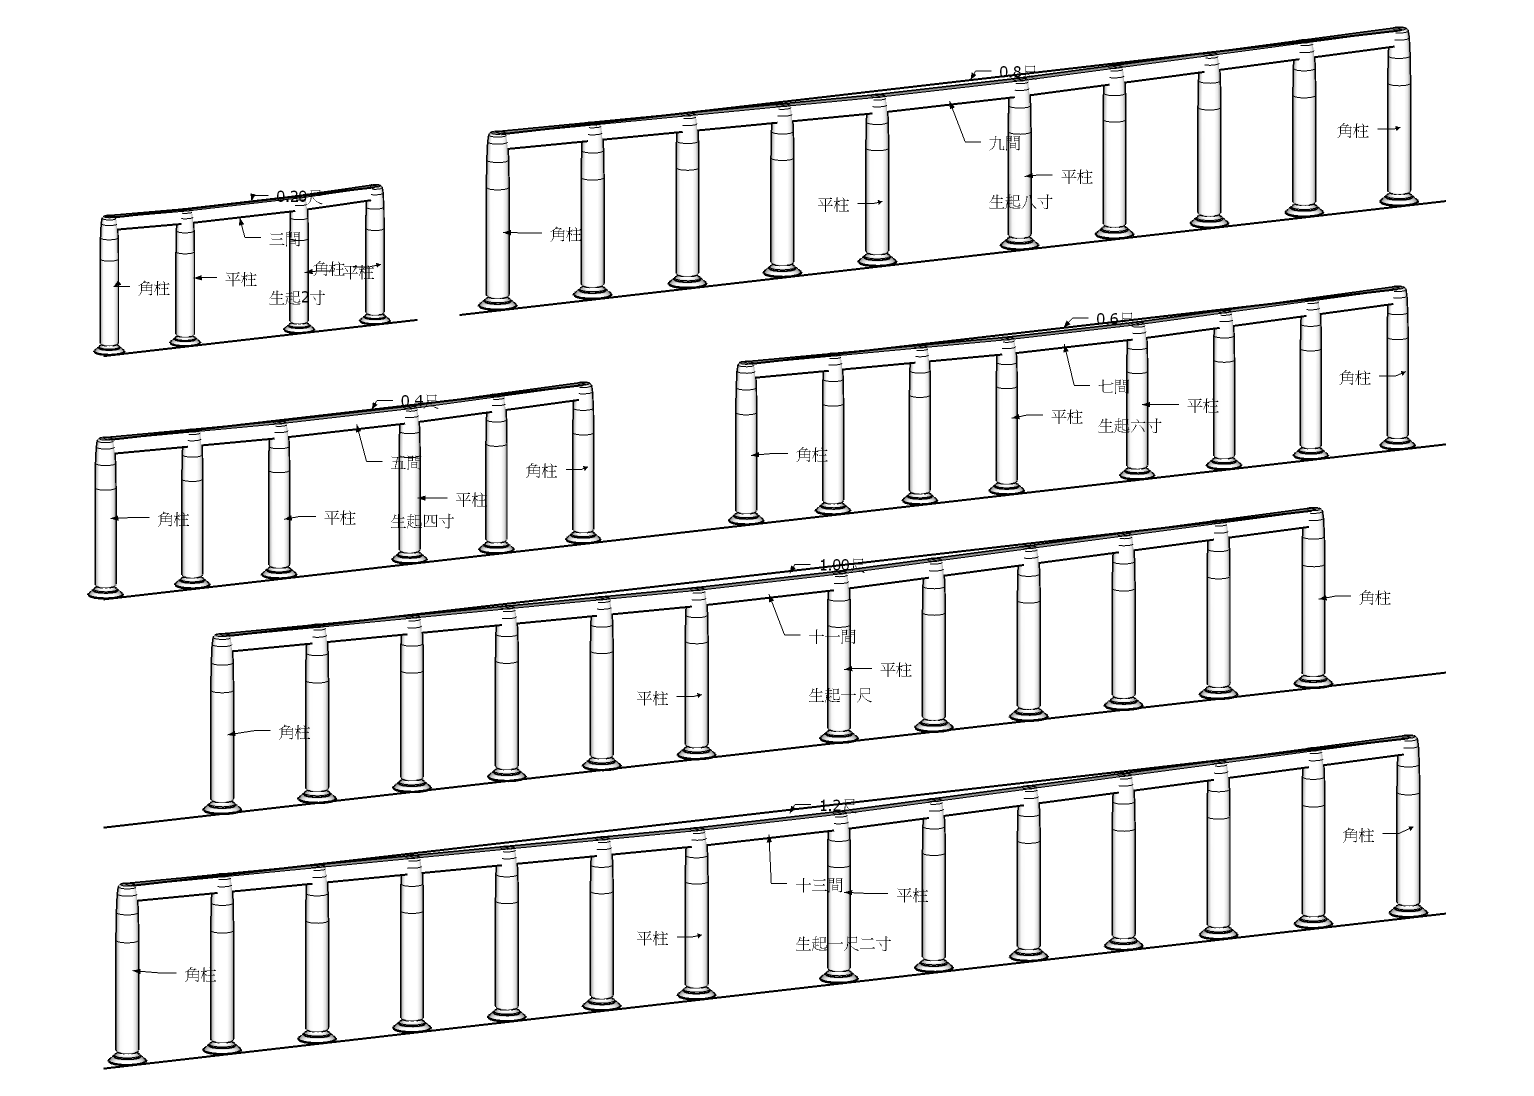 0.20尺
三間
角柱
平柱
角柱
平柱
生起2寸
0.8尺
九間
角柱
平柱
平柱
角柱
生起八寸
0.4尺
五間
角柱
平柱
平柱
角柱
生起四寸
0.6尺
七間
角柱
平柱
平柱
角柱
生起六寸
1.00尺
十一間
角柱
平柱
平柱
角柱
生起一尺
1.2尺
十三間
角柱
平柱
平柱
角柱
生起一尺二寸